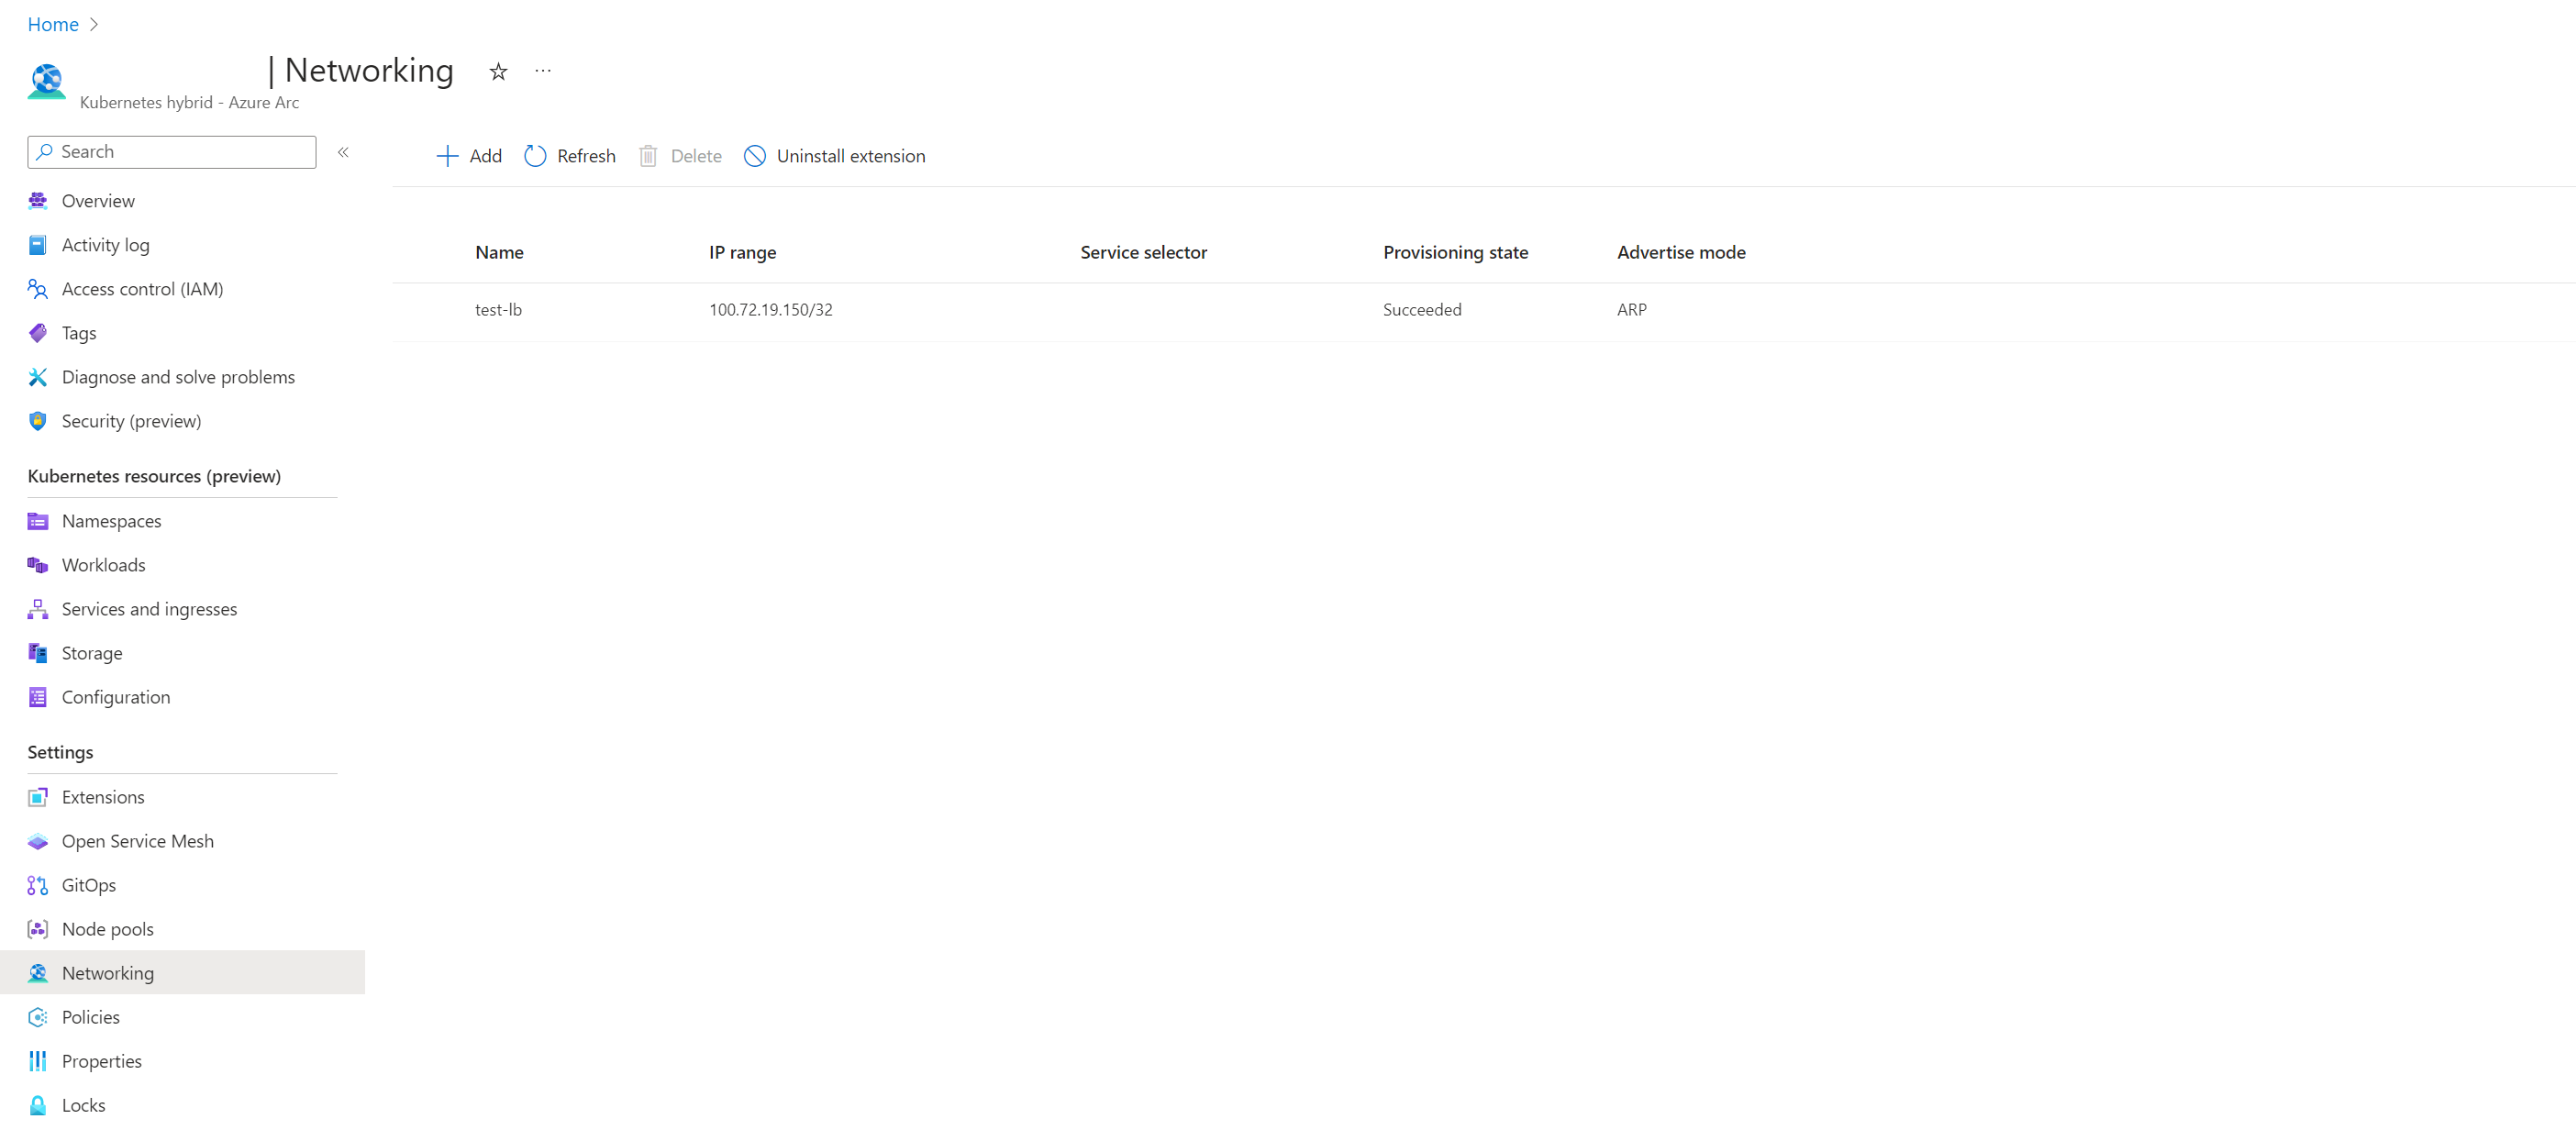 Home
| Networking
Kubernetes hybrid - Azure Arc
Search
Overview
Activity log
Access control (IAM)
Tags
Diagnose and solve problems
Security (preview)
Kubernetes resources (preview)
Namespaces
Workloads
Services and ingresses
Storage
Configuration
Settings
Extensions
Open Service Mesh
GitOps
Node pools
Networking
Policies
Properties
Locks
Add Refresh Delete Uninstall extension
Name IP range Service selector Provisioning state Advertise mode
test-lb 100.72.19.150/32 Succeeded ARP